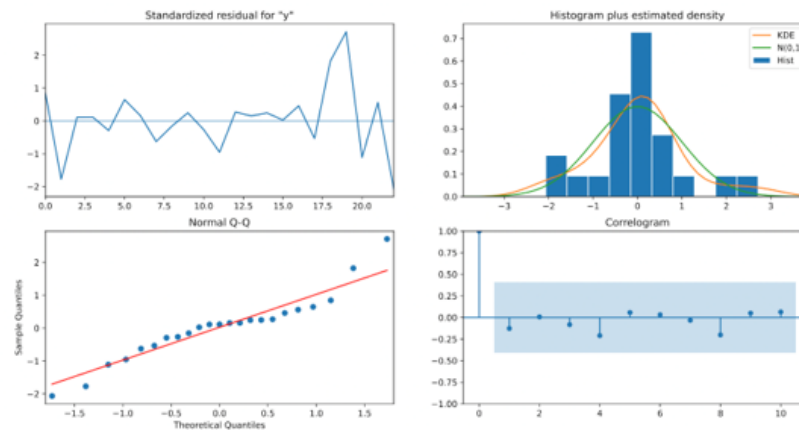 Standardized residual for "y"
2
1
0
−1
−2
0.0 2.5 5.0 7.5 10.0 12.5 15.0 17.5 20.0
Histogram plus estimated density
KDE
N(0,1
Hist
0.7
0.6
0.5
0.4
0.3
0.2
0.1
0.0
−3 −2 −1 0 1 2 3
Normal Q-Q
Sample Quantiles
2
1
0
−1
−2
−1.5 −1.0 −0.5 0.0 0.5 1.0 1.5
Theoretical Quantiles
Correlogram
1.00
0.75
0.50
0.25
0.00
−0.25
−0.50
−0.75
−1.00
0 2 4 6 8 10